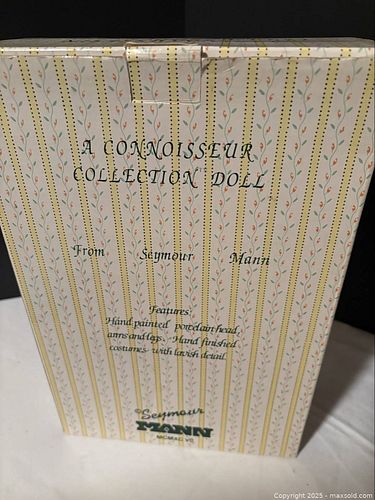 A CONNOISSEUR
COLLECTION DOLL
From Seymour Mann
Features:
Hand painted porcelain head,
arms and legs. Hand finished
costumes with lavish detail.
©Seymour
MANN
Copyright 2025 - maxsold.com